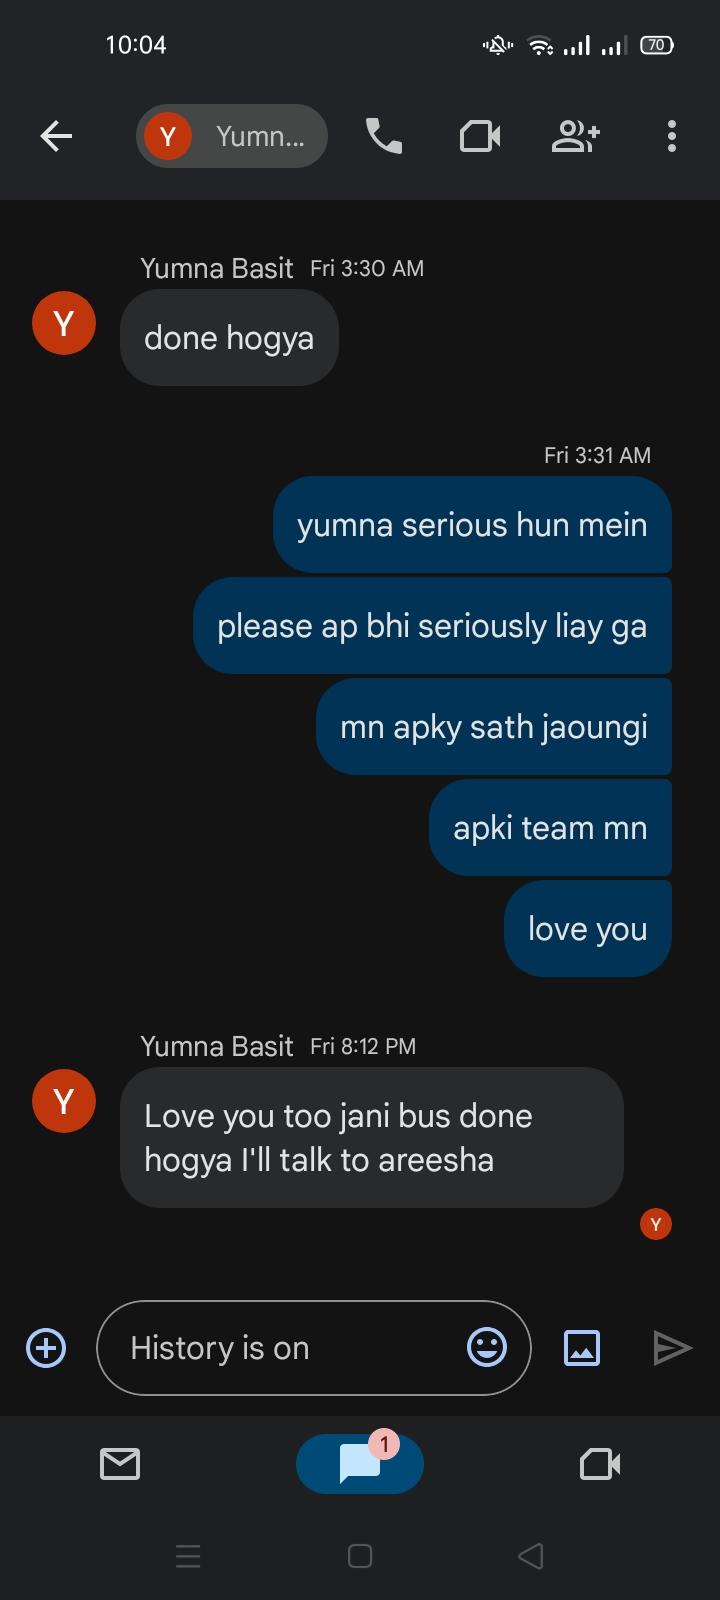 10:04
70
Y
Yumn...
Yumna Basit Fri 3:30 AM
Y
done hogya
Fri 3:31 AM
yumna serious hun mein
please ap bhi seriously liay ga
mn apky sath jaoungi
apki team mn
love you
Yumna Basit Fri 8:12 PM
Y
Love you too jani bus done
hogya I'll talk to areesha
Y
History is on
1